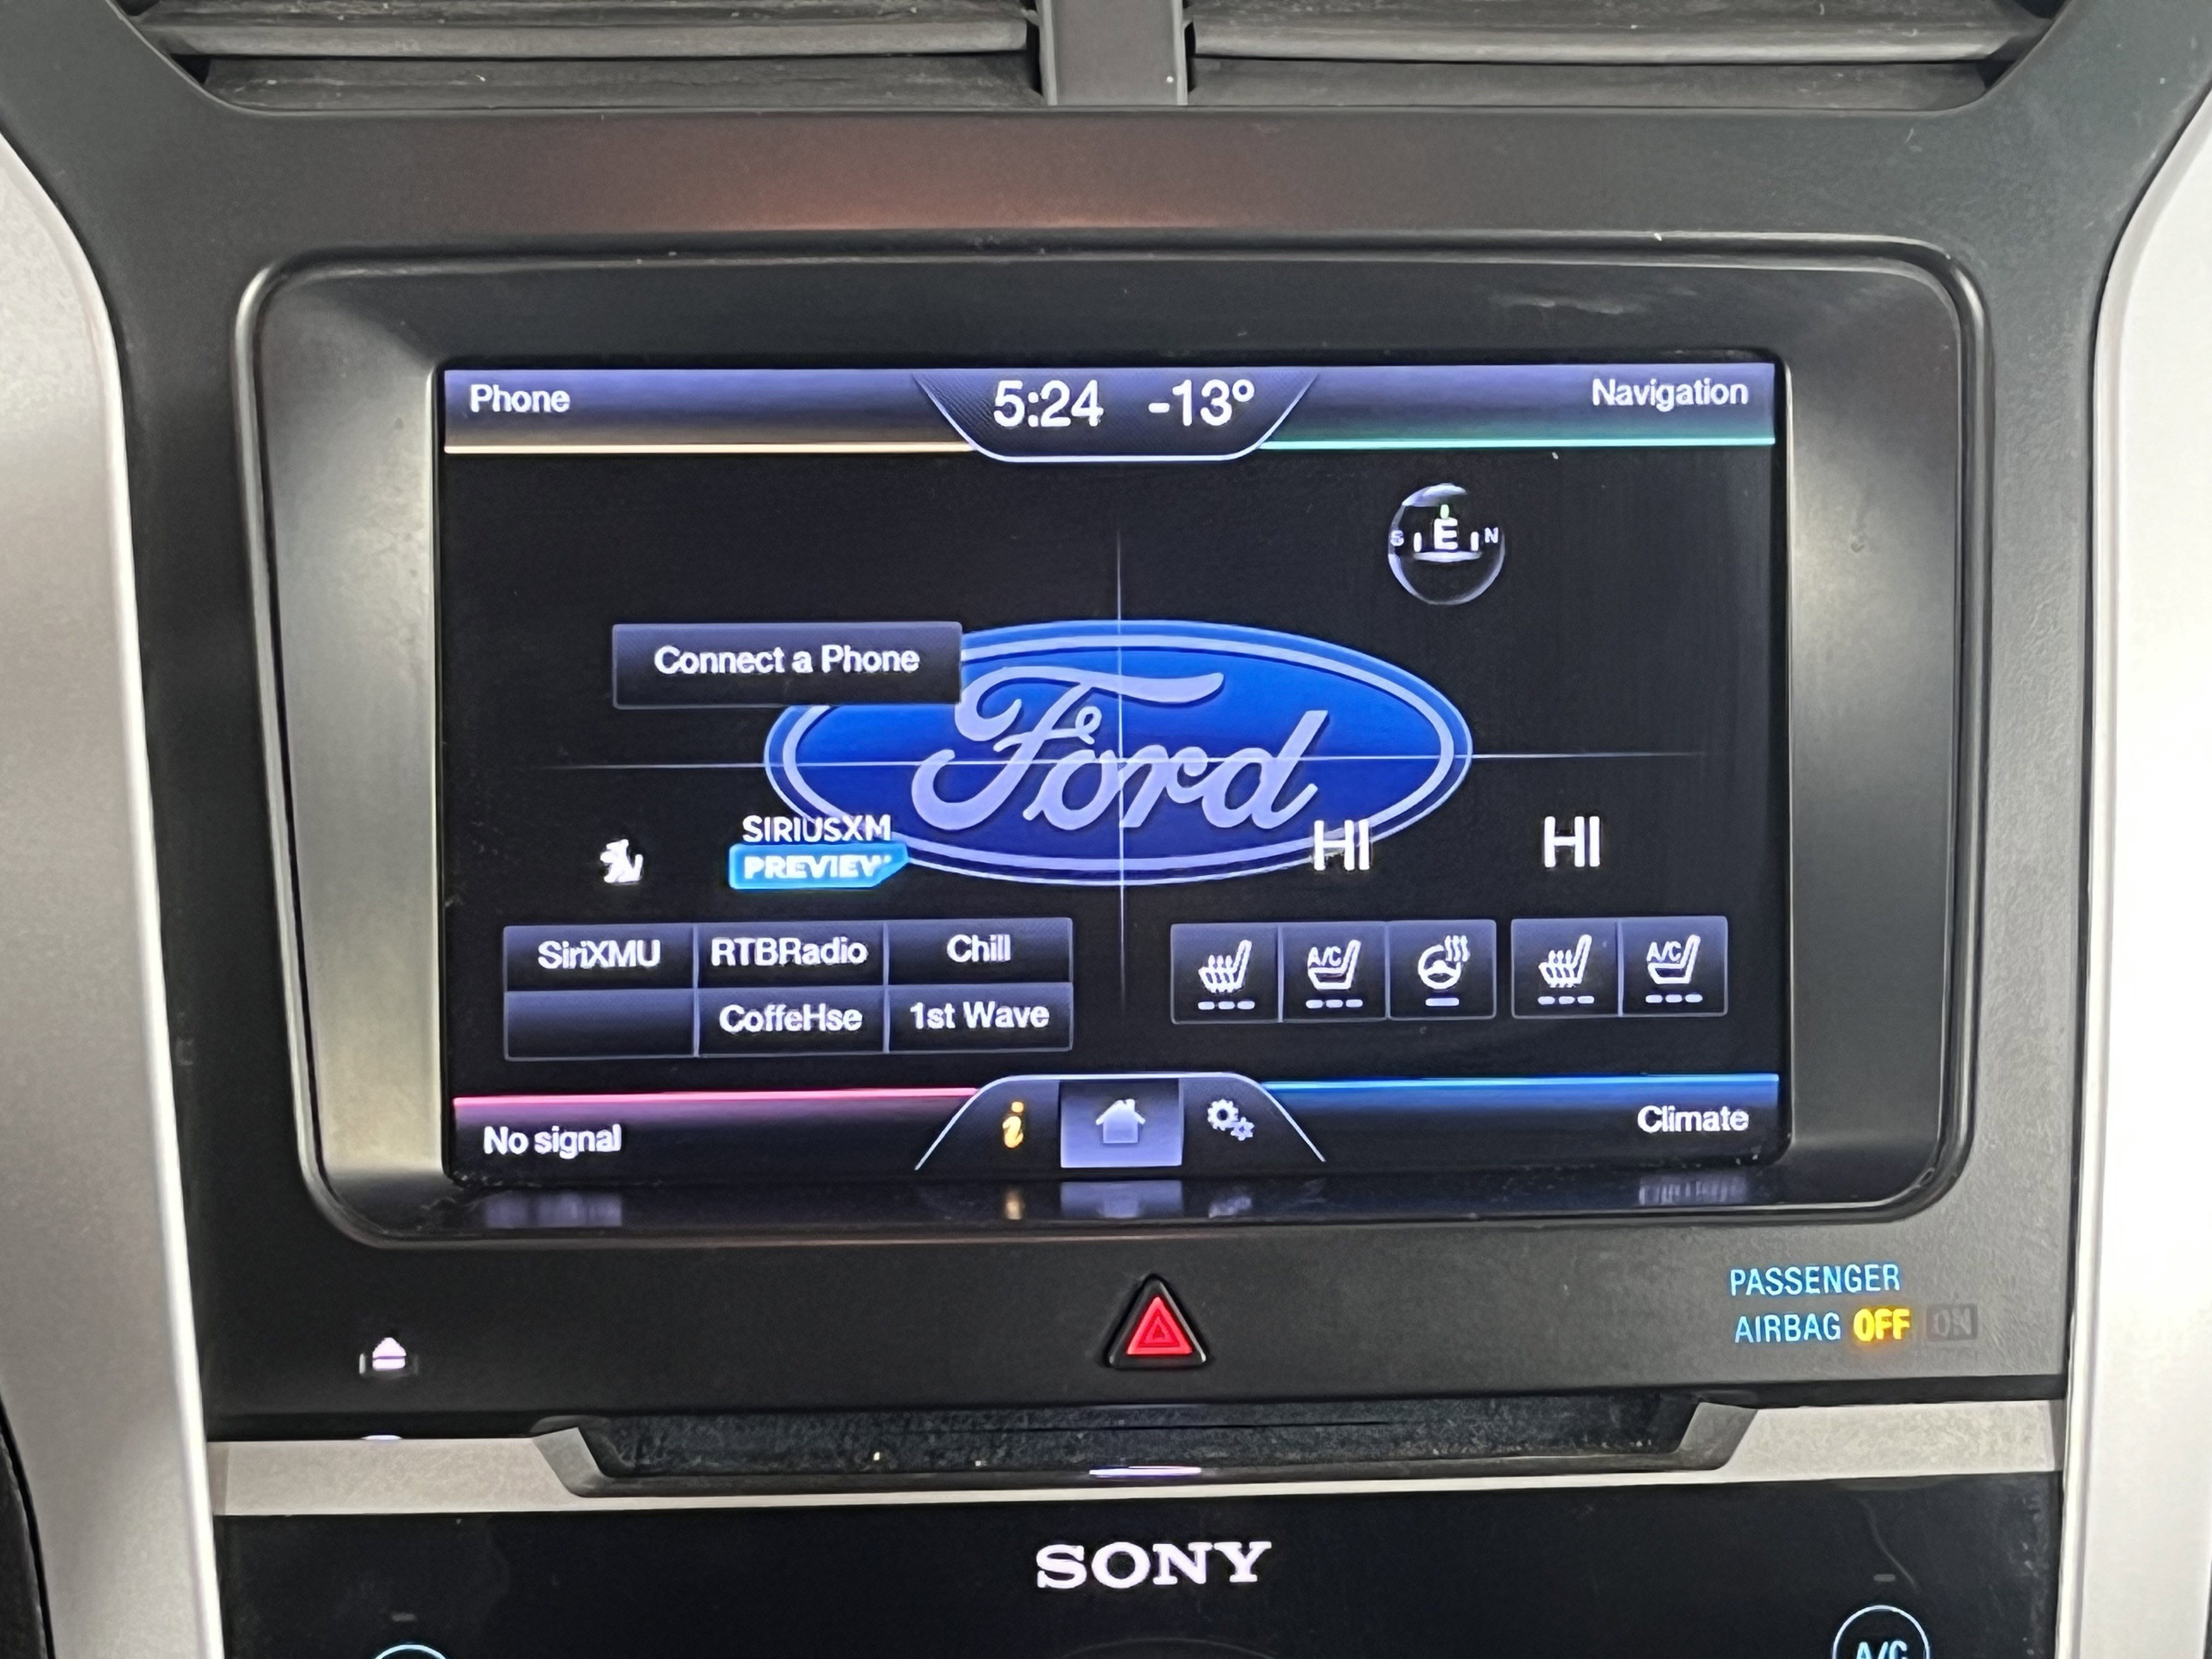 Phone 5:24 -13° Navigation
S E N
Connect a Phone
Ford
SIRIUSXM
PREVIEW
HI HI
SiriXMU RTBRadio Chill
A/C A/C
CoffeHse 1st Wave
No signal i Climate
PASSENGER
AIRBAG OFF ON
SONY
A/C